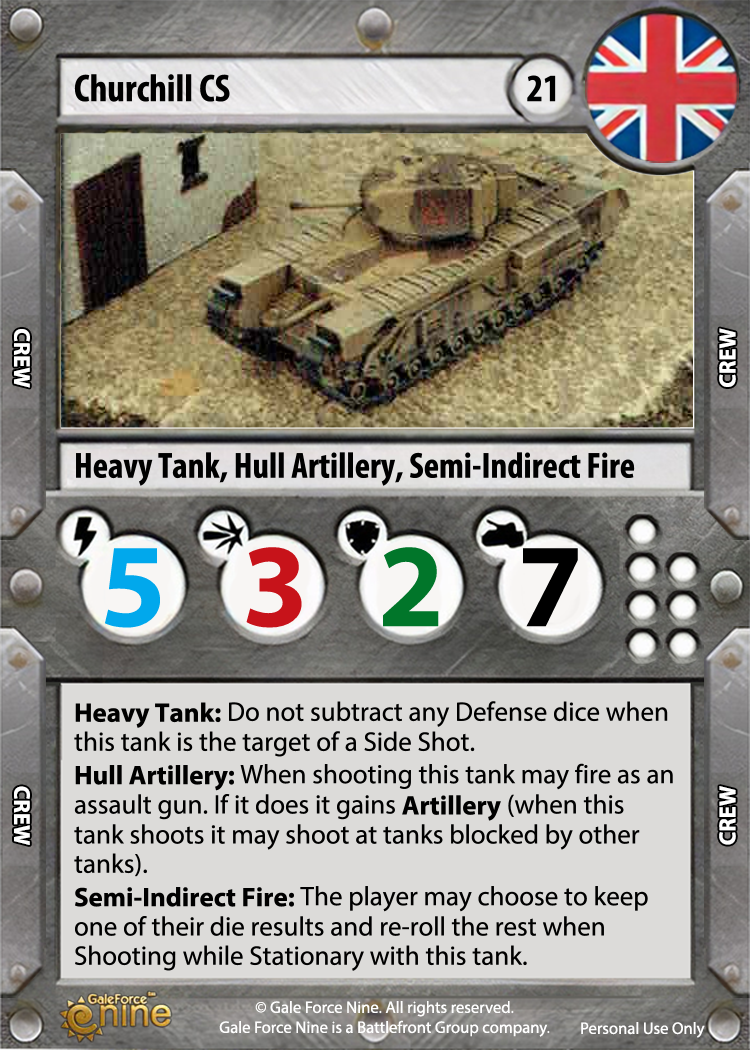 Churchill CS
21
CREW
CREW
Heavy Tank, Hull Artillery, Semi-Indirect Fire
5 3 2 7
Heavy Tank: Do not subtract any Defense dice when
this tank is the target of a Side Shot.
Hull Artillery: When shooting this tank may fire as an
assault gun. If it does it gains Artillery (when this
tank shoots it may shoot at tanks blocked by other
tanks).
Semi-Indirect Fire: The player may choose to keep
one of their die results and re-roll the rest when
Shooting while Stationary with this tank.
CREW
CREW
GaleForce™
nine
© Gale Force Nine. All rights reserved.
Gale Force Nine is a Battlefront Group company.
Personal Use Only